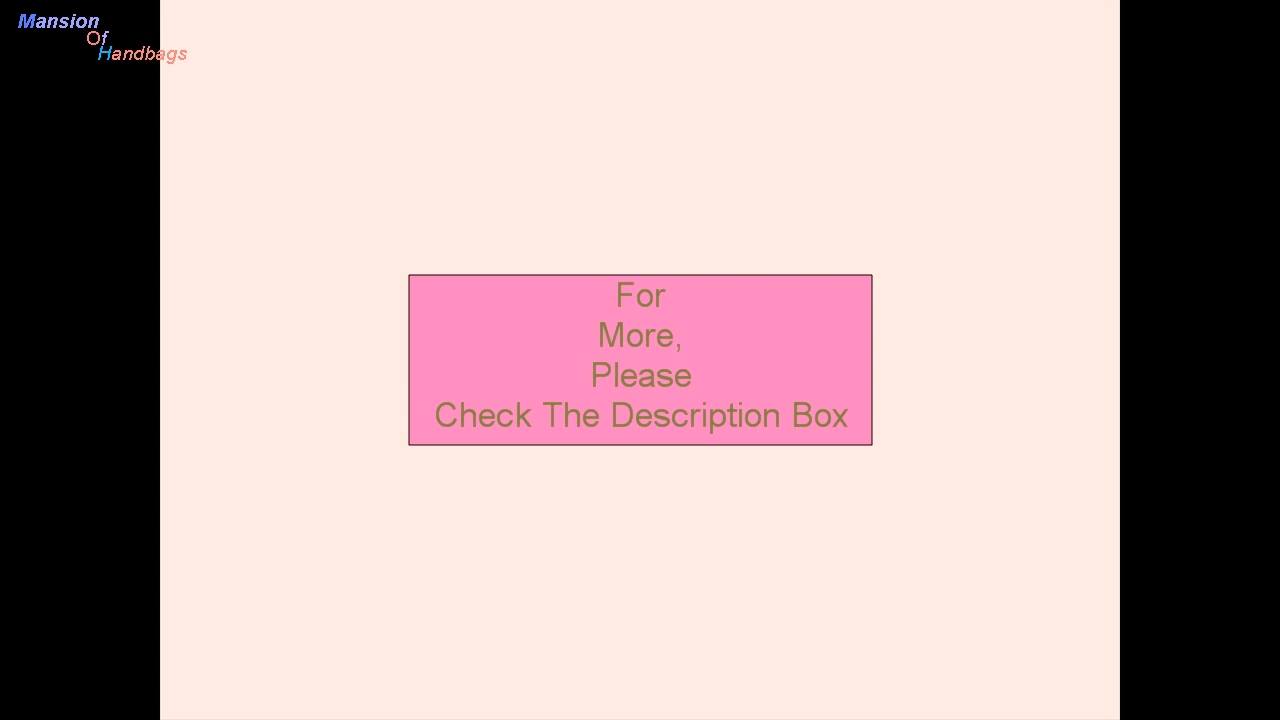 Mansion
Of
Handbags
For
More,
Please
Check The Description Box